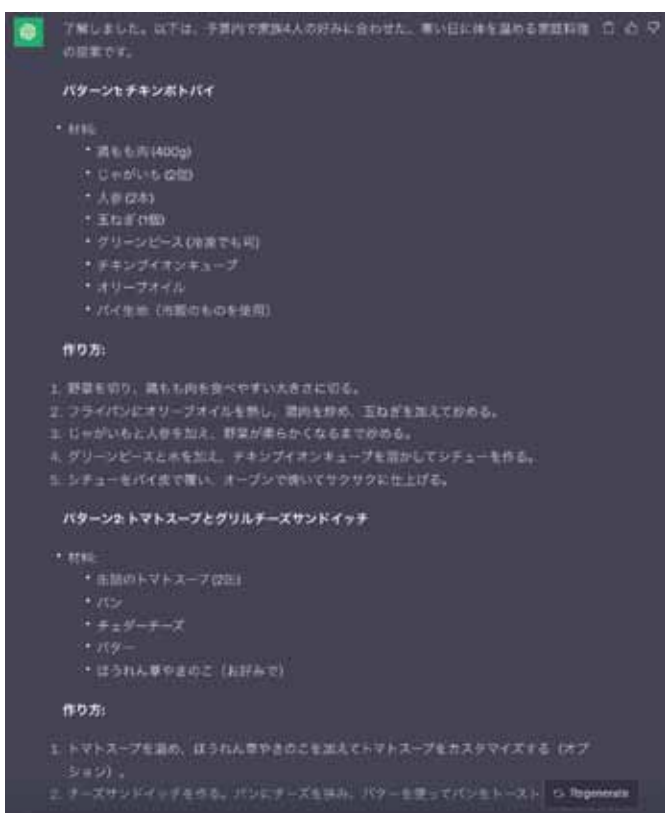 了解しました。以下は、予算内で家族4人の好みに合わせた、寒い日に体を温める家庭料理
の提案です。
パターン1: チキンポトパイ
• 材料:
• 鶏もも肉 (400g)
• じゃがいも (2個)
• 人参 (2本)
• 玉ねぎ (1個)
• グリーンピース (冷凍でも可)
• チキンブイオンキューブ
• オリーブオイル
• パイ生地（市販のものを使用）
作り方:
1. 野菜を切り、鶏もも肉を食べやすい大きさに切る。
2. フライパンにオリーブオイルを熱し、鶏肉を炒め、玉ねぎを加えて炒める。
3. じゃがいもと人参を加え、野菜が柔らかくなるまで炒める。
4. グリーンピースと水を加え、チキンブイオンキューブを溶かしてシチューを作る。
5. シチューをパイ皮で覆い、オーブンで焼いてサクサクに仕上げる。
パターン2: トマトスープとグリルチーズサンドイッチ
• 材料:
• 缶詰のトマトスープ (2缶)
• パン
• チェダーチーズ
• バター
• ほうれん草やきのこ（お好みで）
作り方:
1. トマトスープを温め、ほうれん草やきのこを加えてトマトスープをカスタマイズする（オプ
ション）。
2. チーズサンドイッチを作る。パンにチーズを挟み、バターを塗ってパンをトースト
Regenerate